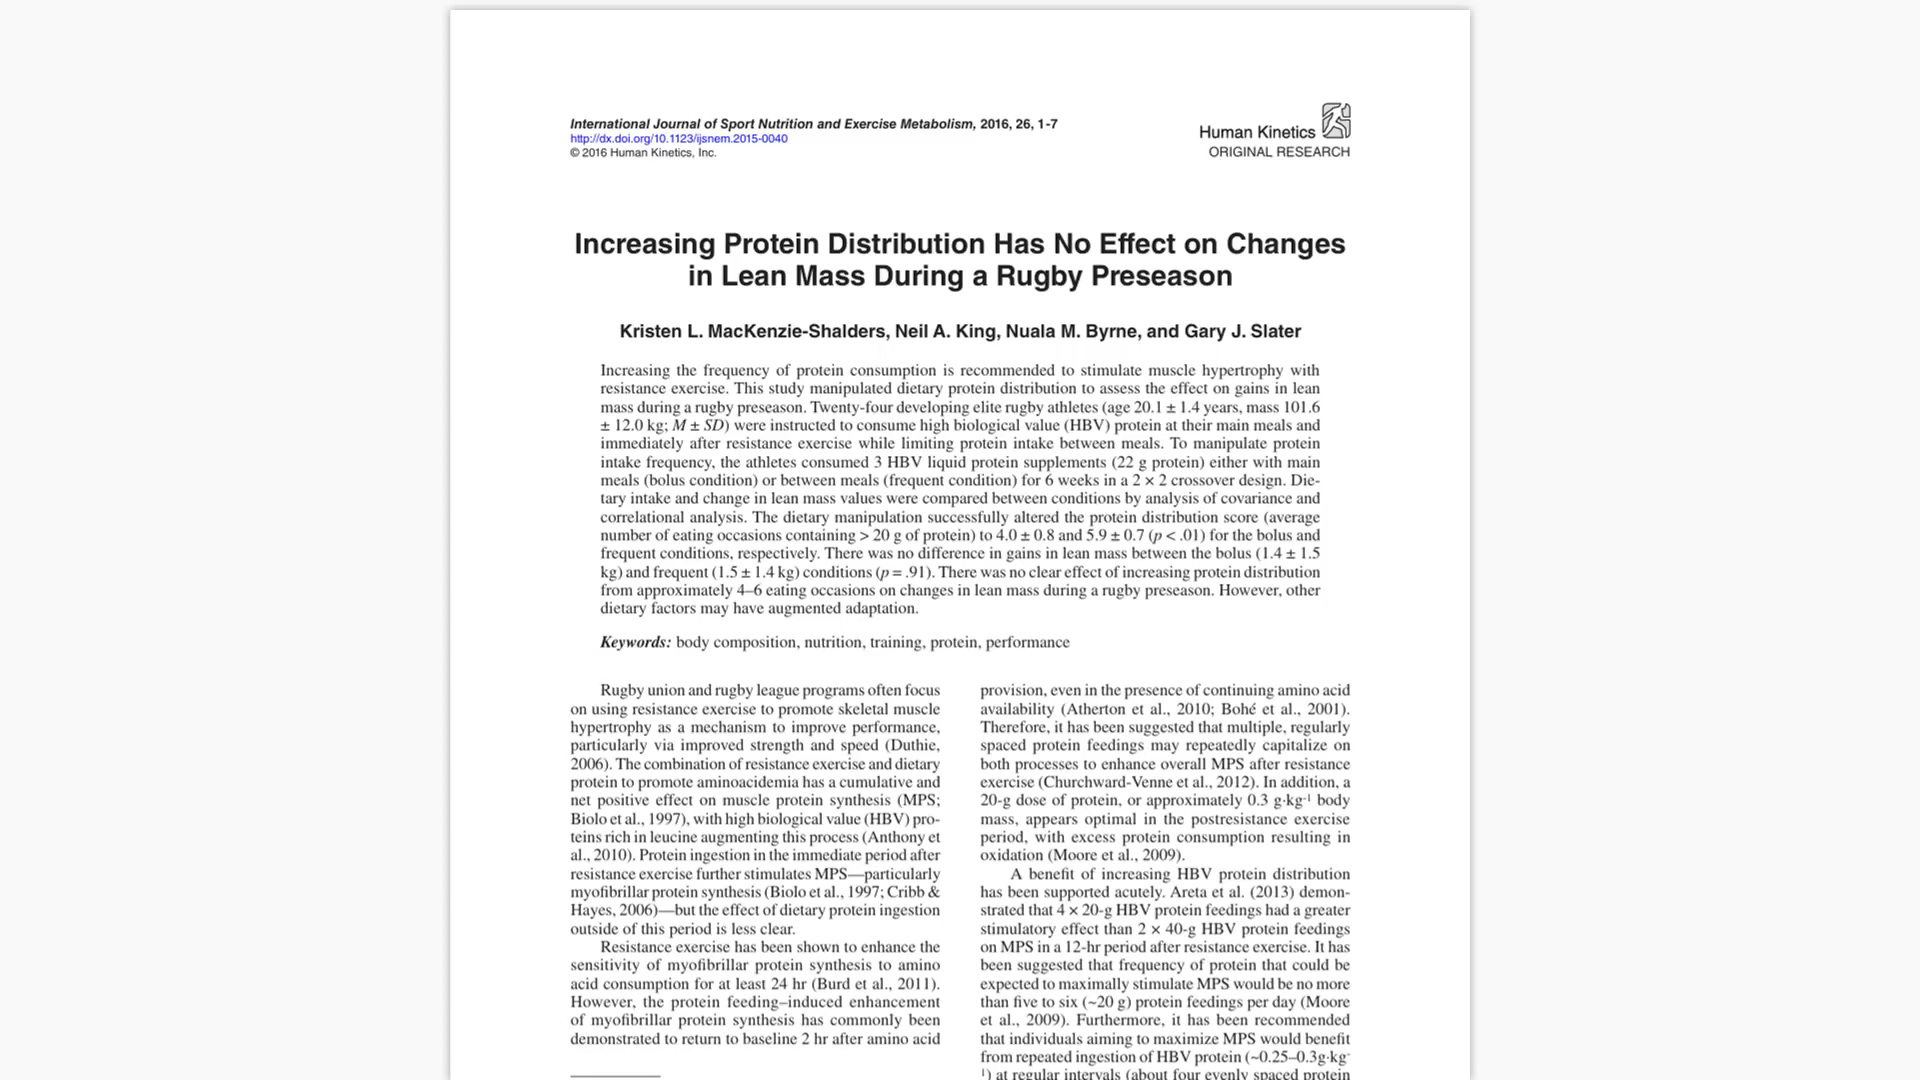 International Journal of Sport Nutrition and Exercise Metabolism, 2016, 26, 1-7
http://dx.doi.org/10.1123/ijsnem.2015-0040
© 2016 Human Kinetics, Inc.
Human Kinetics
ORIGINAL RESEARCH
Increasing Protein Distribution Has No Effect on Changes
in Lean Mass During a Rugby Preseason
Kristen L. MacKenzie-Shalders, Neil A. King, Nuala M. Byrne, and Gary J. Slater
Increasing the frequency of protein consumption is recommended to stimulate muscle hypertrophy with
resistance exercise. This study manipulated dietary protein distribution to assess the effect on gains in lean
mass during a rugby preseason. Twenty-four developing elite rugby athletes (age 20.1 ± 1.4 years, mass 101.6
± 12.0 kg; M ± SD) were instructed to consume high biological value (HBV) protein at their main meals and
immediately after resistance exercise while limiting protein intake between meals. To manipulate protein
intake frequency, the athletes consumed 3 HBV liquid protein supplements (22 g protein) either with main
meals (bolus condition) or between meals (frequent condition) for 6 weeks in a 2 × 2 crossover design. Die-
tary intake and change in lean mass values were compared between conditions by analysis of covariance and
correlational analysis. The dietary manipulation successfully altered the protein distribution score (average
number of eating occasions containing > 20 g of protein) to 4.0 ± 0.8 and 5.9 ± 0.7 (p < .01) for the bolus and
frequent conditions, respectively. There was no difference in gains in lean mass between the bolus (1.4 ± 1.5
kg) and frequent (1.5 ± 1.4 kg) conditions (p = .91). There was no clear effect of increasing protein distribution
from approximately 4–6 eating occasions on changes in lean mass during a rugby preseason. However, other
dietary factors may have augmented adaptation.
Keywords: body composition, nutrition, training, protein, performance
Rugby union and rugby league programs often focus
on using resistance exercise to promote skeletal muscle
hypertrophy as a mechanism to improve performance,
particularly via improved strength and speed (Duthie,
2006). The combination of resistance exercise and dietary
protein to promote aminoacidemia has a cumulative and
net positive effect on muscle protein synthesis (MPS;
Biolo et al., 1997), with high biological value (HBV) pro-
teins rich in leucine augmenting this process (Anthony et
al., 2010). Protein ingestion in the immediate period after
resistance exercise further stimulates MPS—particularly
myofibrillar protein synthesis (Biolo et al., 1997; Cribb &
Hayes, 2006)—but the effect of dietary protein ingestion
outside of this period is less clear.
Resistance exercise has been shown to enhance the
sensitivity of myofibrillar protein synthesis to amino
acid consumption for at least 24 hr (Burd et al., 2011).
However, the protein feeding–induced enhancement
of myofibrillar protein synthesis has commonly been
demonstrated to return to baseline 2 hr after amino acid
provision, even in the presence of continuing amino acid
availability (Atherton et al., 2010; Bohé et al., 2001).
Therefore, it has been suggested that multiple, regularly
spaced protein feedings may repeatedly capitalize on
both processes to enhance overall MPS after resistance
exercise (Churchward-Venne et al., 2012). In addition, a
20-g dose of protein, or approximately 0.3 g·kg⁻¹ body
mass, appears optimal in the postresistance exercise
period, with excess protein consumption resulting in
oxidation (Moore et al., 2009).
A benefit of increasing HBV protein distribution
has been supported acutely. Areta et al. (2013) demon-
strated that 4 × 20-g HBV protein feedings had a greater
stimulatory effect than 2 × 40-g HBV protein feedings
on MPS in a 12-hr period after resistance exercise. It has
been suggested that frequency of protein that could be
expected to maximally stimulate MPS would be no more
than five to six (~20 g) protein feedings per day (Moore
et al., 2009). Furthermore, it has been recommended
that individuals aiming to maximize MPS would benefit
from repeated ingestion of HBV protein (~0.25–0.3g·kg⁻
¹) at regular intervals (about four evenly spaced protein